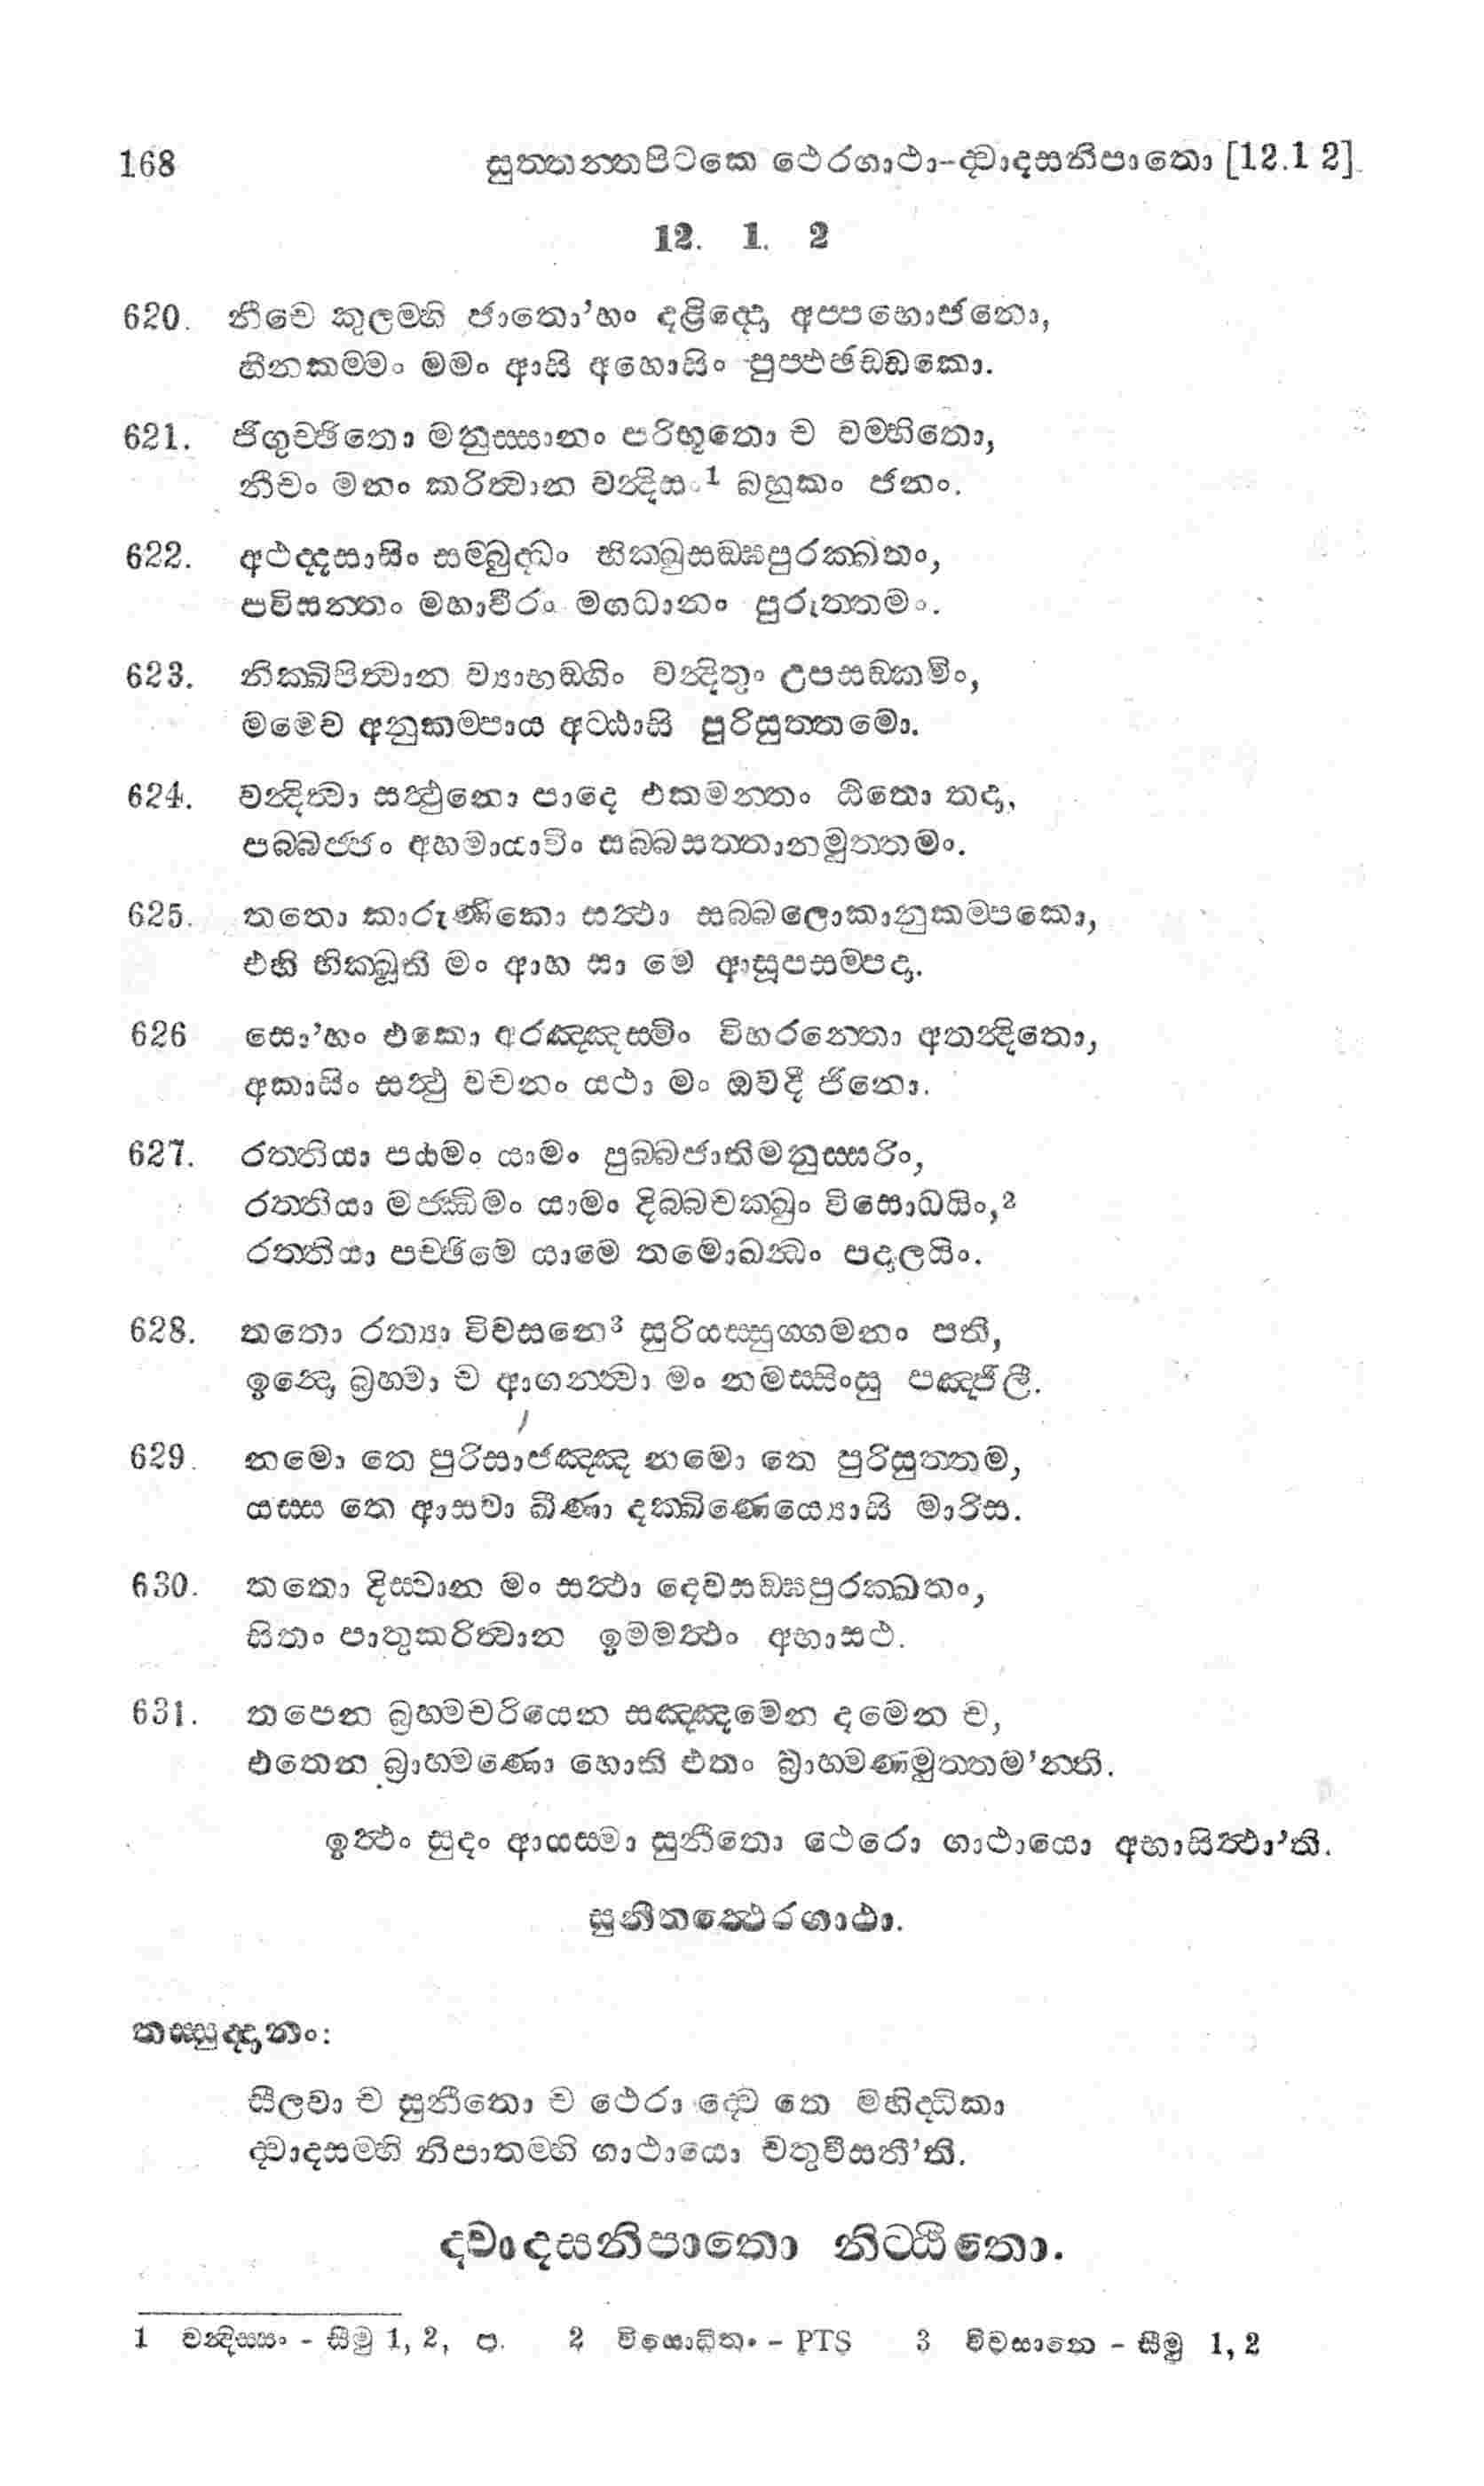 168 සුත්තන්තපිටකෙ ථෙරගාථා-ද්වාදසනිපාතො [12.1 2]
12. 1. 2
620. නීචෙ කුලම්හි ජාතො’හං දළිද්දො අප්පභොජනො,
හීනකම්මං මමං ආසි අහොසිං පුප්ඵඡඩ්ඩකො.
621. ජිගුච්ඡිතො මනුස්සානං පරිභූතො ච වම්භිතො,
නීචං මනං කරිත්වාන වන්දිසං1 බහුකං ජනං.
622. අථද්දසාසිං සම්බුද්ධං භික්ඛුසඞ්ඝපුරක්ඛතං,
පවිසන්තං මහාවීරං මගධානං පුරුත්තමං.
623. නික්ඛිපිත්වාන ව්‍යාභඞ්ගිං වන්දිතුං උපසඞ්කමිං,
මමෙව අනුකම්පාය අට්ඨාසි පුරිසුත්තමො.
624. වන්දිත්වා සත්ථුනො පාදෙ එකමන්තං ඨිතො තදා,
පබ්බජ්ජං අහමායාචිං සබ්බසත්තානමුත්තමං.
625. තතො කාරුණිකො සත්ථා සබ්බලොකානුකම්පකො,
එහි භික්ඛූති මං ආහ සා මෙ ආසූපසම්පදා.
626 සො’හං එකො අරඤ්ඤස්මිං විහරන්තො අතන්දිතො,
අකාසිං සත්ථු වචනං යථා මං ඔවදී ජිනො.
627. රත්තියා පඨමං යාමං පුබ්බජාතිමනුස්සරිං,
රත්තියා මජ්ඣිමං යාමං දිබ්බචක්ඛුං විසොධයිං,2
රත්තියා පච්ඡිමෙ යාමෙ තමොඛන්ධං පදාලයිං.
628. තතො රත්‍යා විවසනෙ3 සුරියස්සුග්ගමනං පති,
ඉන්දො බ්‍රහ්මා ච ආගන්ත්වා මං නමස්සිංසු පඤ්ජලී.
629. නමො තෙ පුරිසාජඤ්ඤ නමො තෙ පුරිසුත්තම,
යස්ස තෙ ආසවා ඛීණා දක්ඛිණෙය්‍යොසි මාරිස.
630. තතො දිස්වාන මං සත්ථා දෙවසඞ්ඝපුරක්ඛතං,
සිතං පාතුකරිත්වාන ඉමමත්ථං අභාසථ.
631. තපෙන බ්‍රහ්මචරියෙන සඤ්ඤමෙන දමෙන ච,
එතෙන බ්‍රාහ්මණො හොති එතං බ්‍රාහ්මණමුත්තම’න්ති.
ඉත්ථං සුදං ආයස්මා සුනීතො ථෙරො ගාථායො අභාසිත්ථා’ති.
සුනීතත්ථෙරගාථා.
තස්සුද්දානං:
සීලවා ච සුනීතො ච ථෙරා ද්වෙ තෙ මහිද්ධිකා
ද්වාදසම්හි නිපාතම්හි ගාථායො චතුවීසතී’ති.
ද්වාදසනිපාතො නිට්ඨිතො.
1 වන්දිස්සං - සීමු 1, 2, පා. 2 විසොධිතං - PTS 3 විවසානෙ - සීමු 1, 2